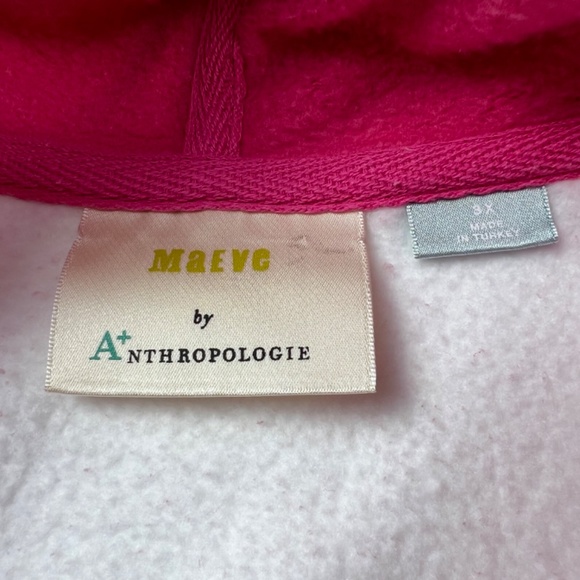 MaEve
by
A+NTHROPOLOGIE
3X
MADE
IN TURKEY